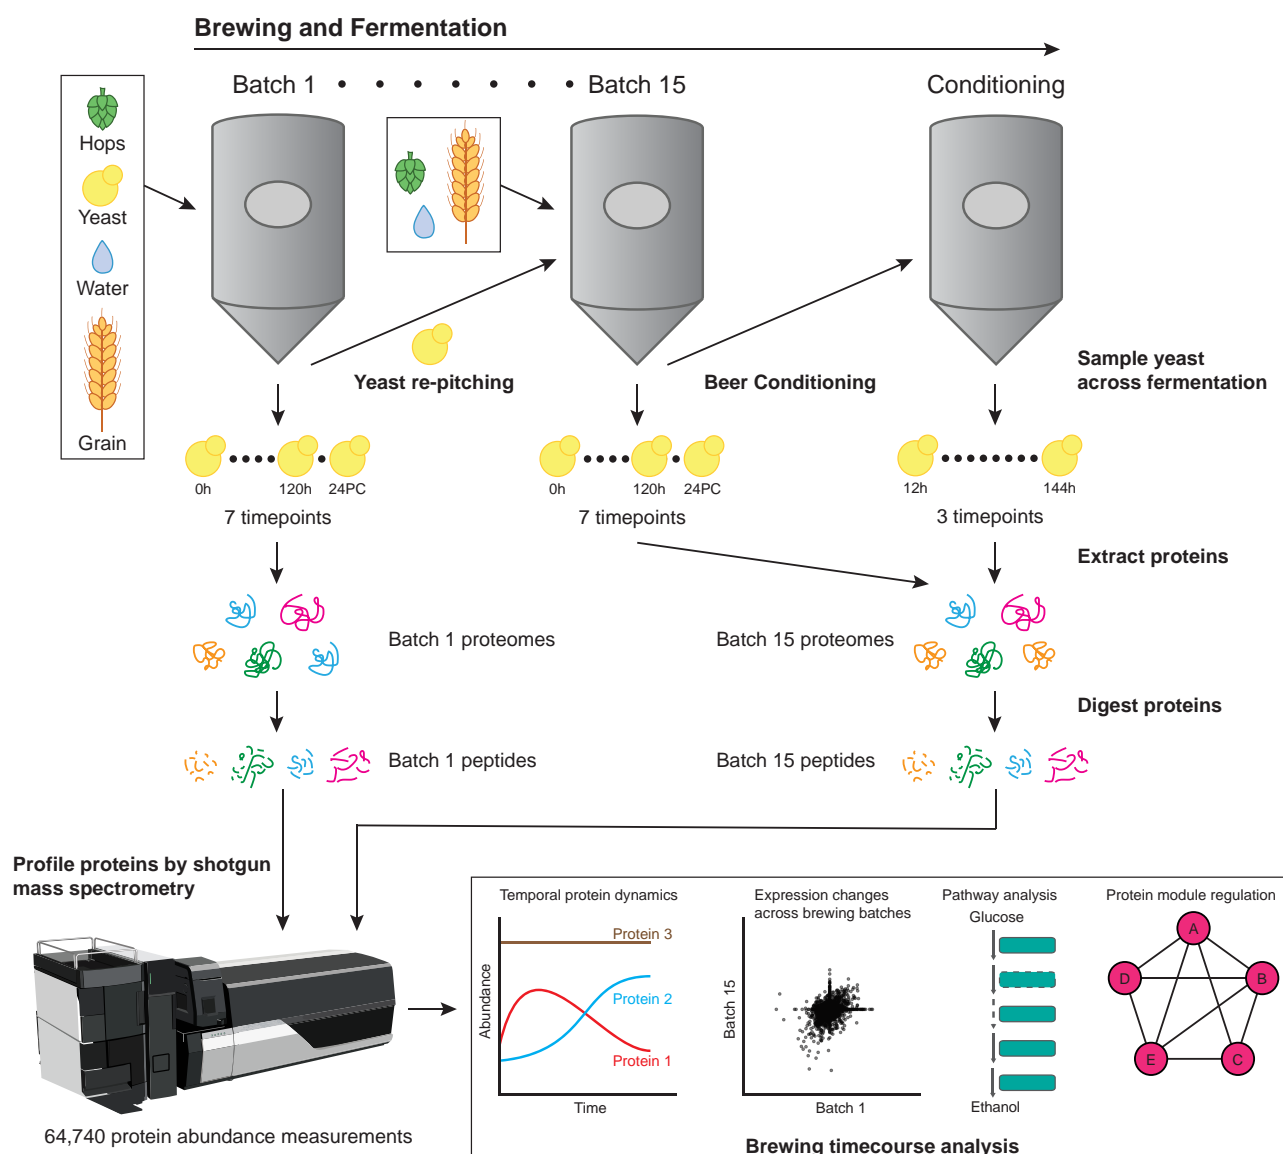 Brewing and Fermentation
Batch 1
Batch 15
Conditioning
Hops
Yeast
Water
Grain
Yeast re-pitching
Beer Conditioning
Sample yeast
across fermentation
0h
120h
24PC
7 timepoints
0h
120h
24PC
7 timepoints
12h
144h
3 timepoints
Extract proteins
Batch 1 proteomes
Batch 15 proteomes
Digest proteins
Batch 1 peptides
Batch 15 peptides
Profile proteins by shotgun
mass spectrometry
64,740 protein abundance measurements
Temporal protein dynamics
Abundance
Protein 3
Protein 2
Protein 1
Time
Expression changes
across brewing batches
Batch 15
Batch 1
Pathway analysis
Glucose
Ethanol
Protein module regulation
A
D
B
E
C
Brewing timecourse analysis